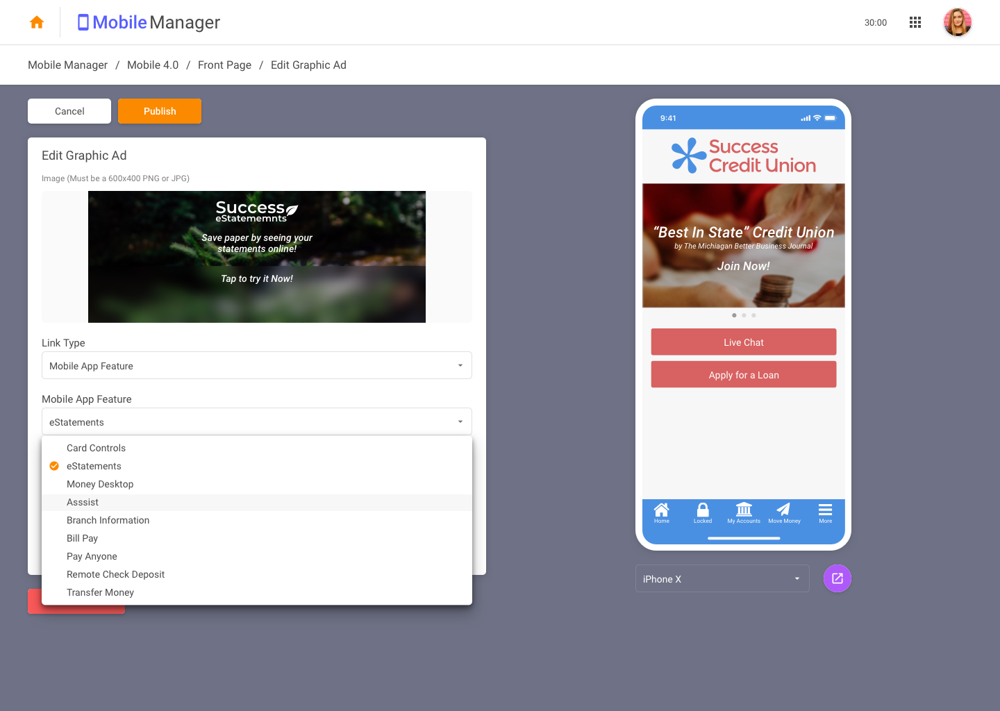 Mobile Manager
30:00
Mobile Manager / Mobile 4.0 / Front Page / Edit Graphic Ad
Cancel
Publish
Edit Graphic Ad
Image (Must be a 600x400 PNG or JPG)
Success
eStatememnts
Save paper by seeing your
statements online!
Tap to try it Now!
Link Type
Mobile App Feature
Mobile App Feature
eStatements
Card Controls
eStatements
Money Desktop
Asssist
Branch Information
Bill Pay
Pay Anyone
Remote Check Deposit
Transfer Money
9:41
Success
Credit Union
“Best In State” Credit Union
by The Michiagan Better Business Journal
Join Now!
Live Chat
Apply for a Loan
Home
Locked
My Accounts
Move Money
More
iPhone X